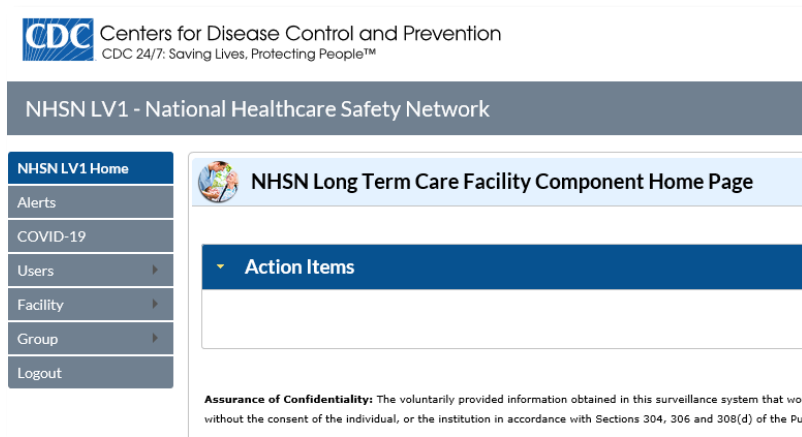 CDC
Centers for Disease Control and Prevention
CDC 24/7: Saving Lives, Protecting People™
NHSN LV1 - National Healthcare Safety Network
NHSN LV1 Home
Alerts
COVID-19
Users
Facility
Group
Logout
NHSN Long Term Care Facility Component Home Page
Action Items
Assurance of Confidentiality: The voluntarily provided information obtained in this surveillance system that wo
without the consent of the individual, or the institution in accordance with Sections 304, 306 and 308(d) of the Pu